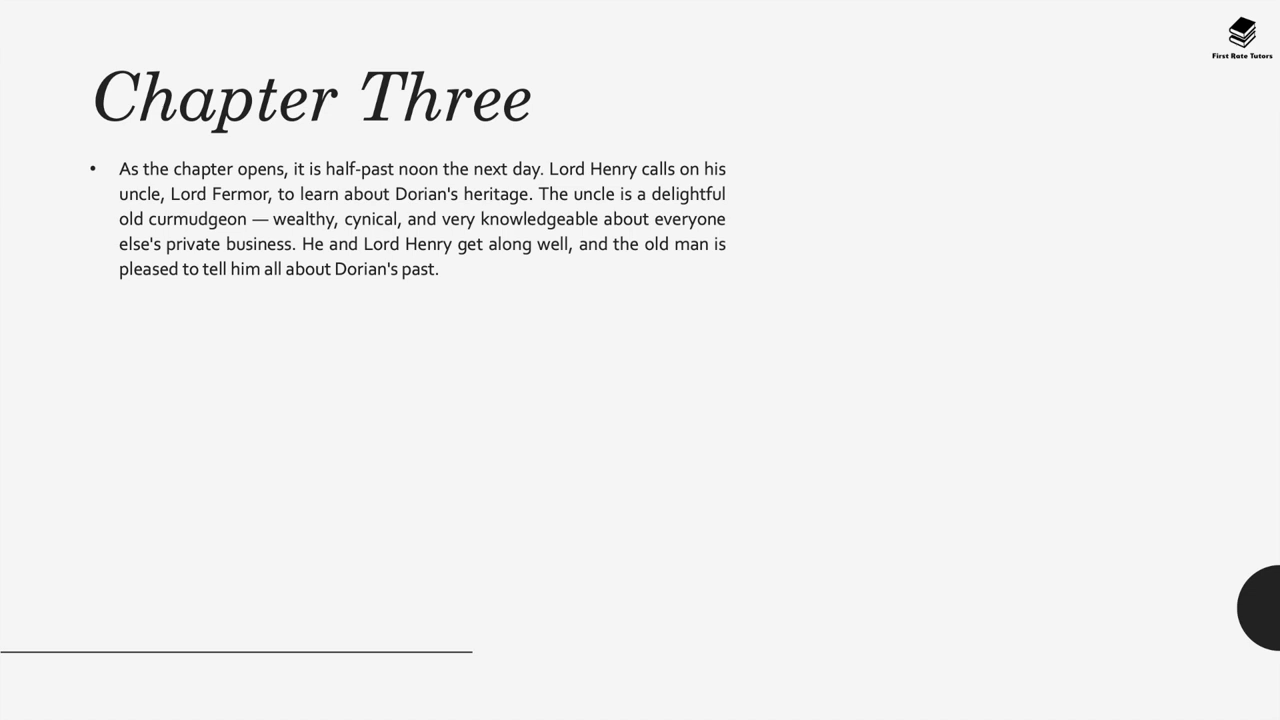 First Rate Tutors
Chapter Three
• As the chapter opens, it is half-past noon the next day. Lord Henry calls on his
uncle, Lord Fermor, to learn about Dorian's heritage. The uncle is a delightful
old curmudgeon — wealthy, cynical, and very knowledgeable about everyone
else's private business. He and Lord Henry get along well, and the old man is
pleased to tell him all about Dorian's past.